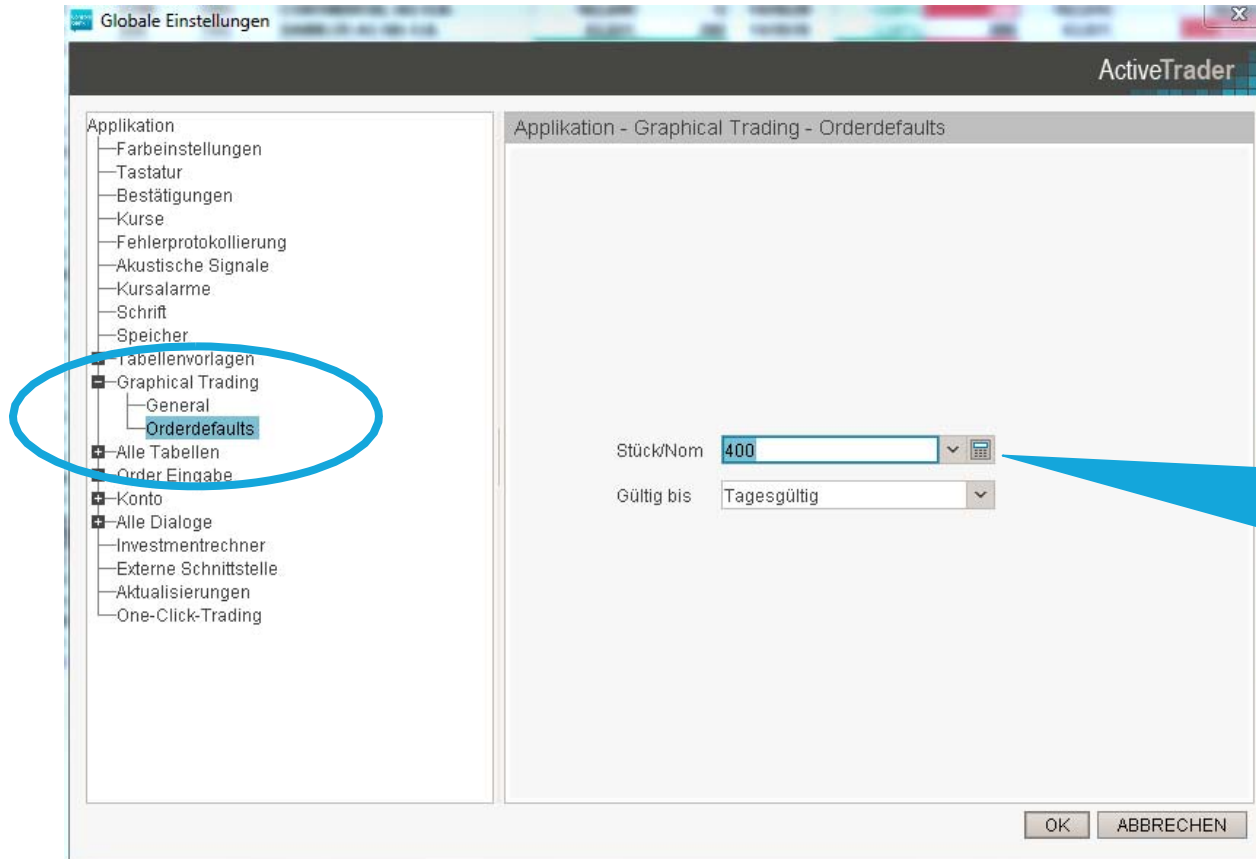 Globale Einstellungen
ActiveTrader
Applikation
Farbeinstellungen
Tastatur
Bestätigungen
Kurse
Fehlerprotokollierung
Akustische Signale
Kursalarme
Schrift
Speicher
Tabellenvorlagen
Graphical Trading
General
Orderdefaults
Alle Tabellen
Order Eingabe
Konto
Alle Dialoge
Investmentrechner
Externe Schnittstelle
Aktualisierungen
One-Click-Trading
Applikation - Graphical Trading - Orderdefaults
Stück/Nom 400
Gültig bis Tagesgültig
OK ABBRECHEN